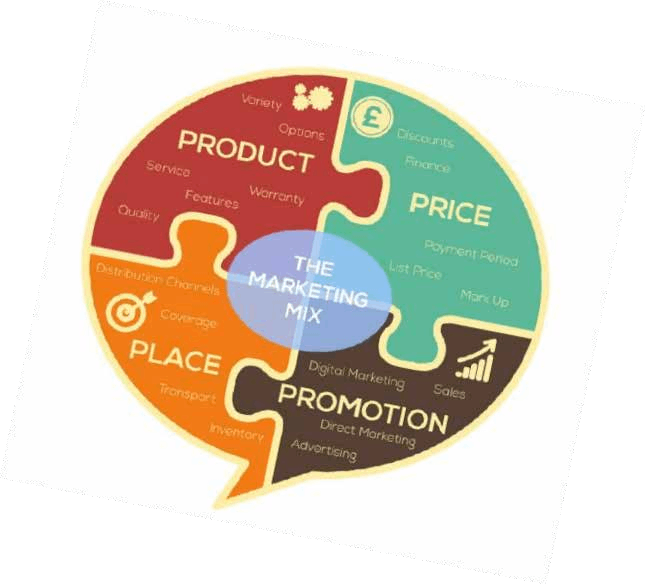 Variety
Options
PRODUCT
Service
Warranty
Features
Quality
£
Discounts
Finance
PRICE
Payment Period
List Price
Mark Up
THE
MARKETING
MIX
Distribution Channels
Coverage
PLACE
Transport
Inventory
Digital Marketing
Sales
PROMOTION
Direct Marketing
Advertising